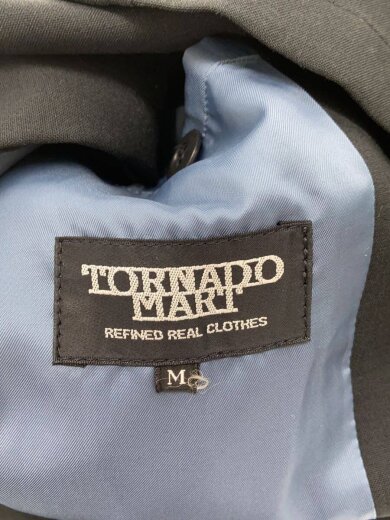 TORNADO
MART
REFINED REAL CLOTHES
M